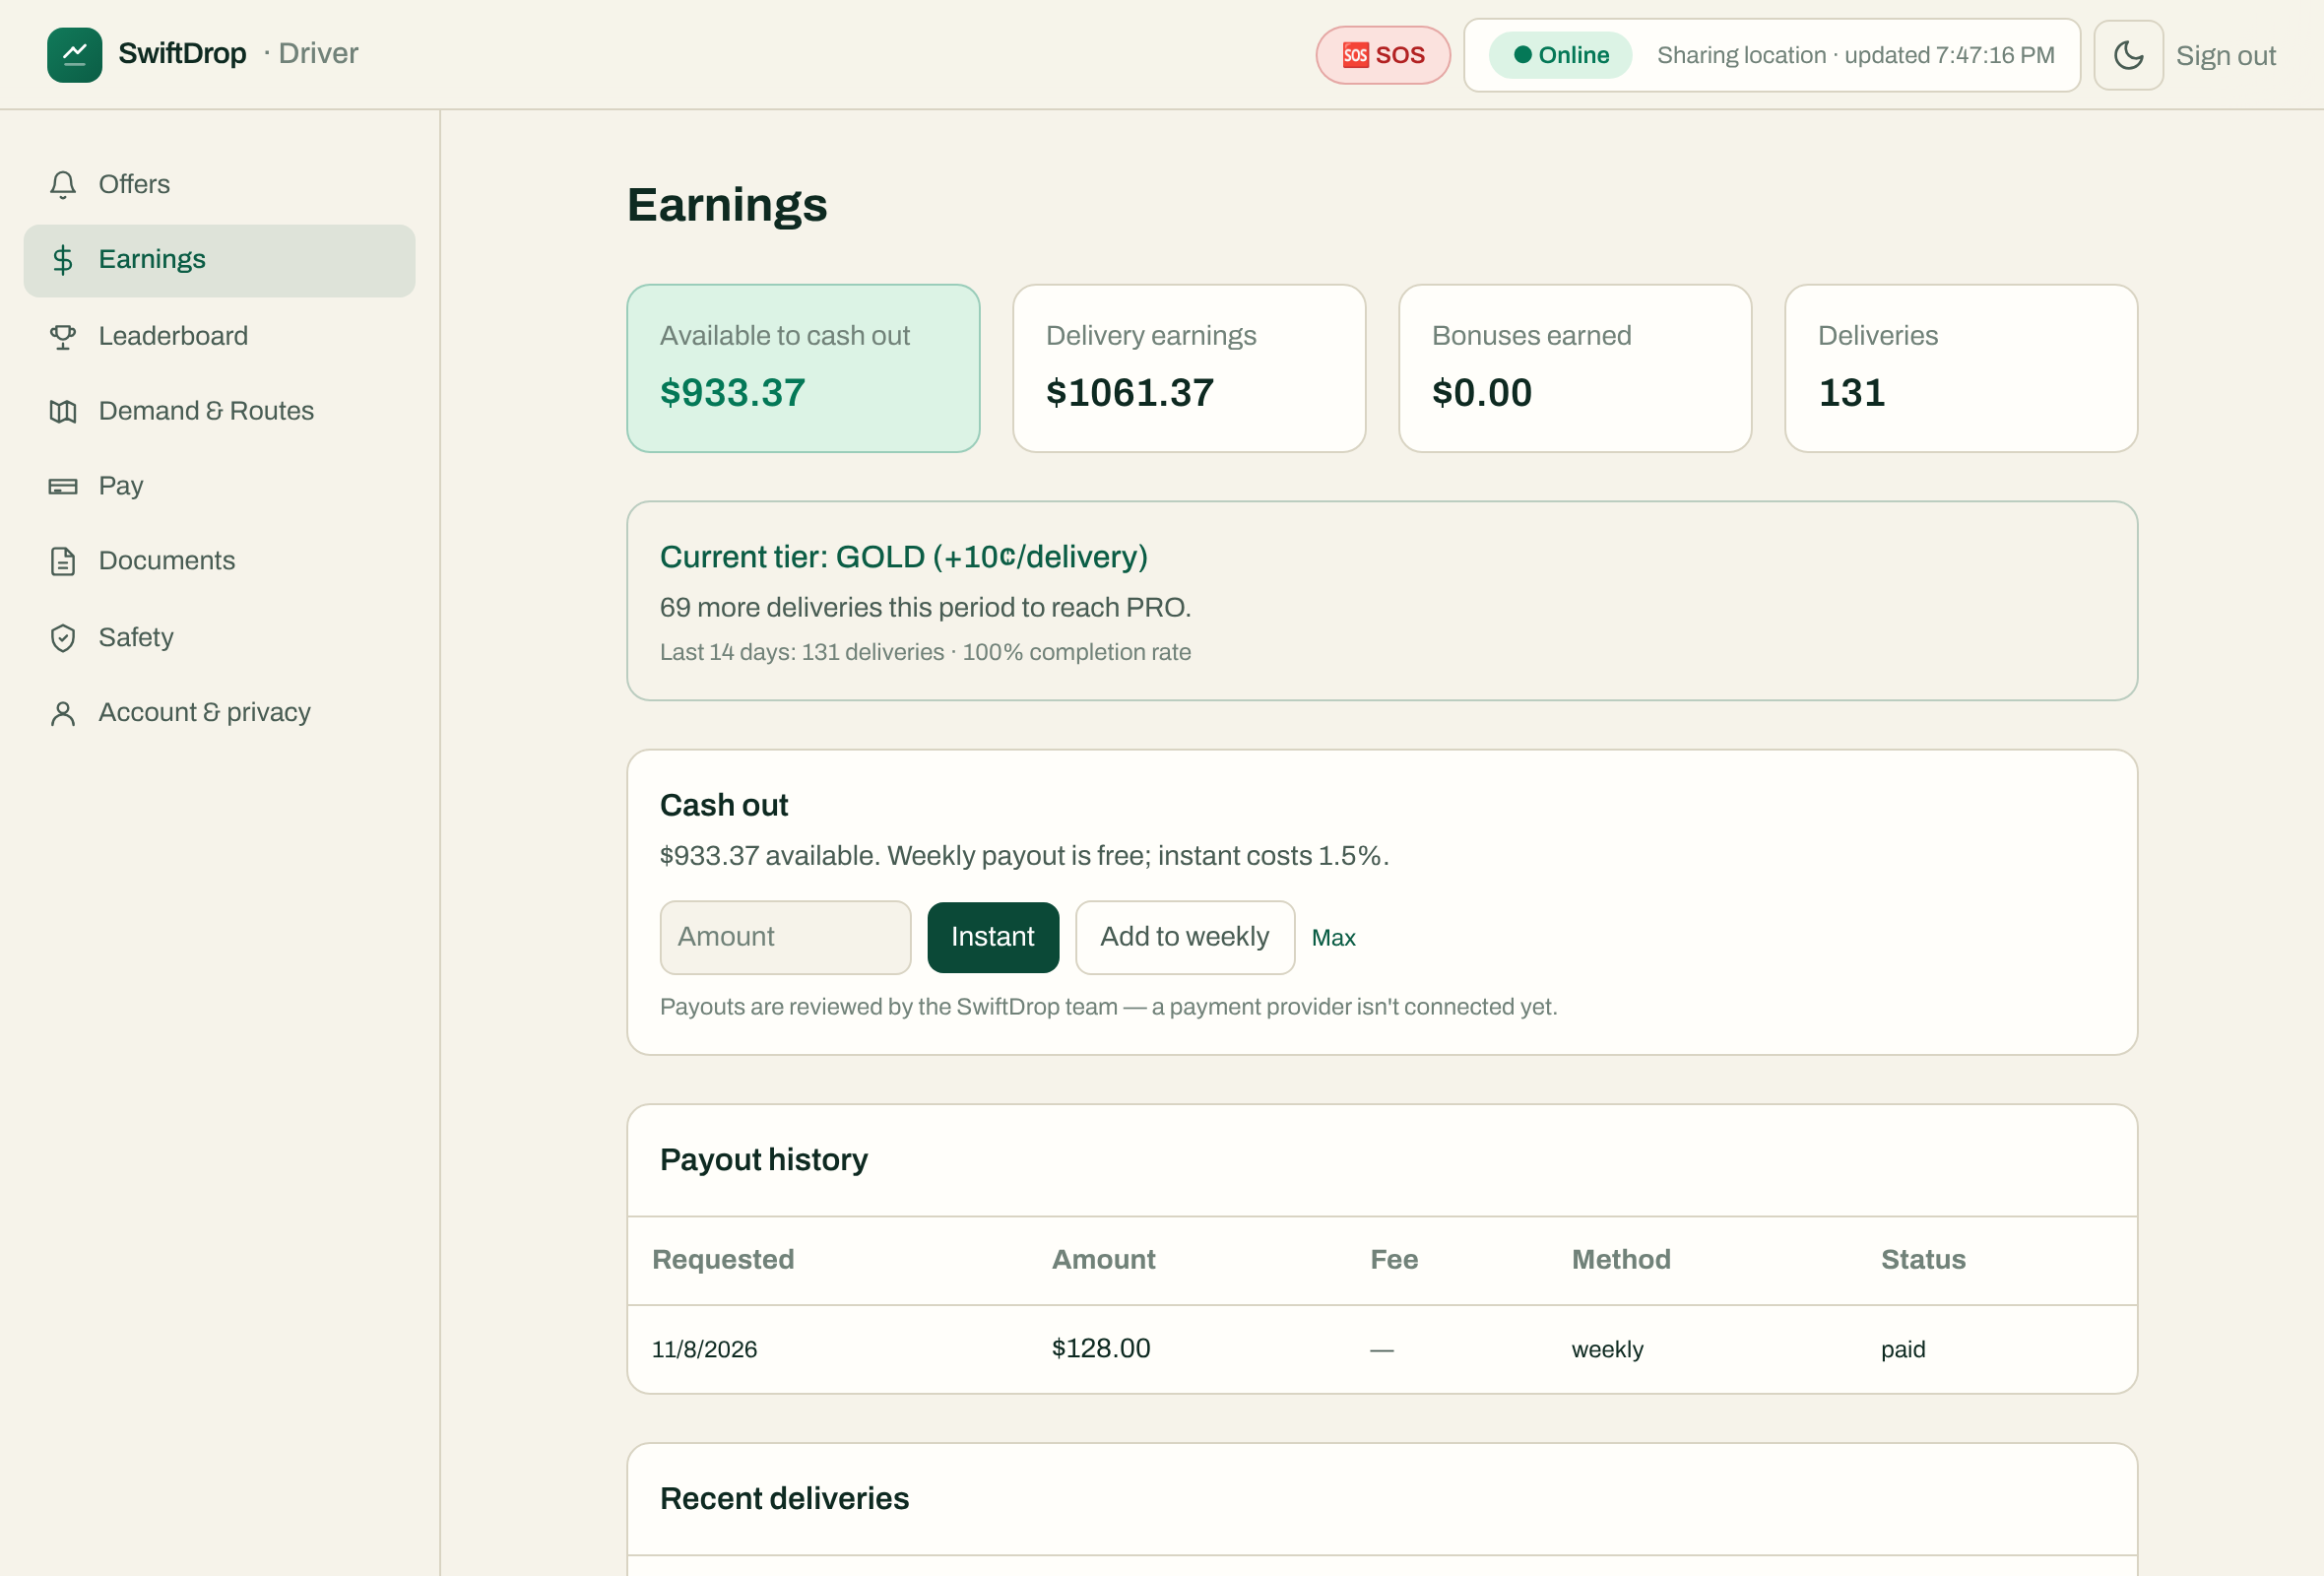 SwiftDrop · Driver
🆘 SOS
Online
Sharing location · updated 7:47:16 PM
Sign out
Offers
Earnings
Leaderboard
Demand & Routes
Pay
Documents
Safety
Account & privacy
Earnings
Available to cash out
$933.37
Delivery earnings
$1061.37
Bonuses earned
$0.00
Deliveries
131
Current tier: GOLD (+10¢/delivery)
69 more deliveries this period to reach PRO.
Last 14 days: 131 deliveries · 100% completion rate
Cash out
$933.37 available. Weekly payout is free; instant costs 1.5%.
Amount
Instant
Add to weekly
Max
Payouts are reviewed by the SwiftDrop team — a payment provider isn't connected yet.
Payout history
Requested Amount Fee Method Status
11/8/2026 $128.00 — weekly paid
Recent deliveries